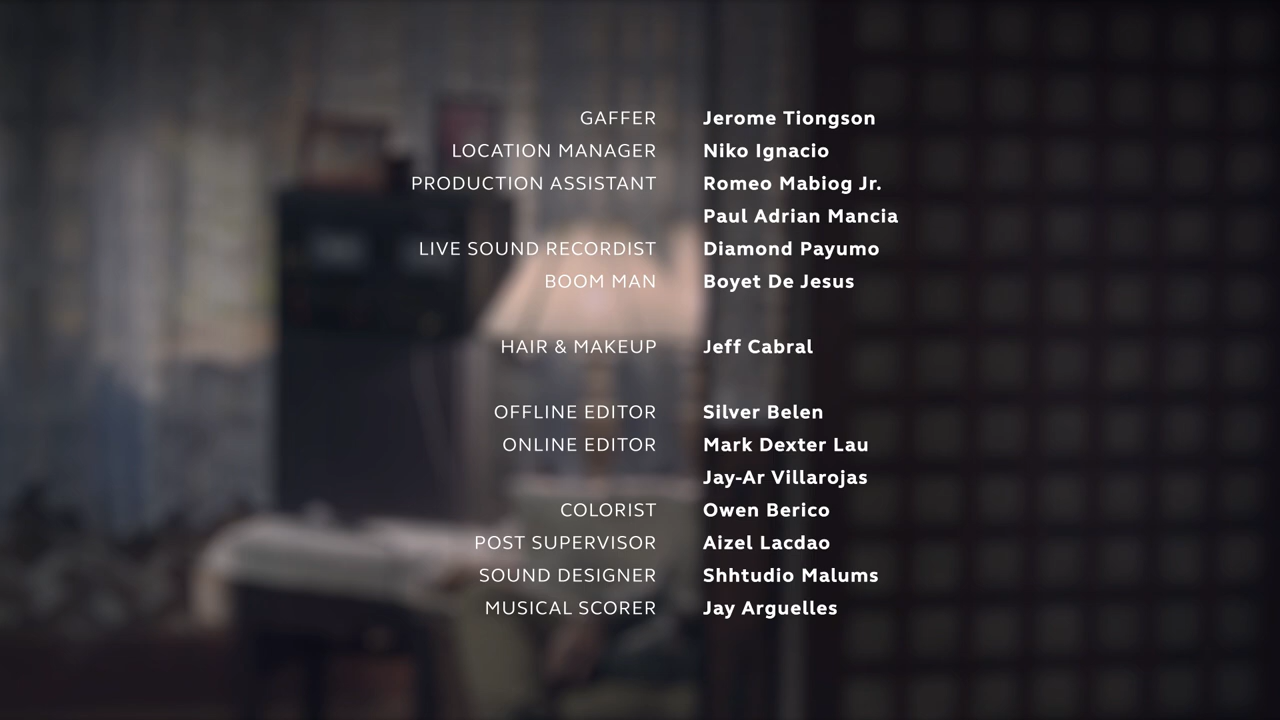 GAFFER Jerome Tiongson
LOCATION MANAGER Niko Ignacio
PRODUCTION ASSISTANT Romeo Mabiog Jr.
Paul Adrian Mancia
LIVE SOUND RECORDIST Diamond Payumo
BOOM MAN Boyet De Jesus
HAIR & MAKEUP Jeff Cabral
OFFLINE EDITOR Silver Belen
ONLINE EDITOR Mark Dexter Lau
Jay-Ar Villarojas
COLORIST Owen Berico
POST SUPERVISOR Aizel Lacdao
SOUND DESIGNER Shhtudio Malums
MUSICAL SCORER Jay Arguelles